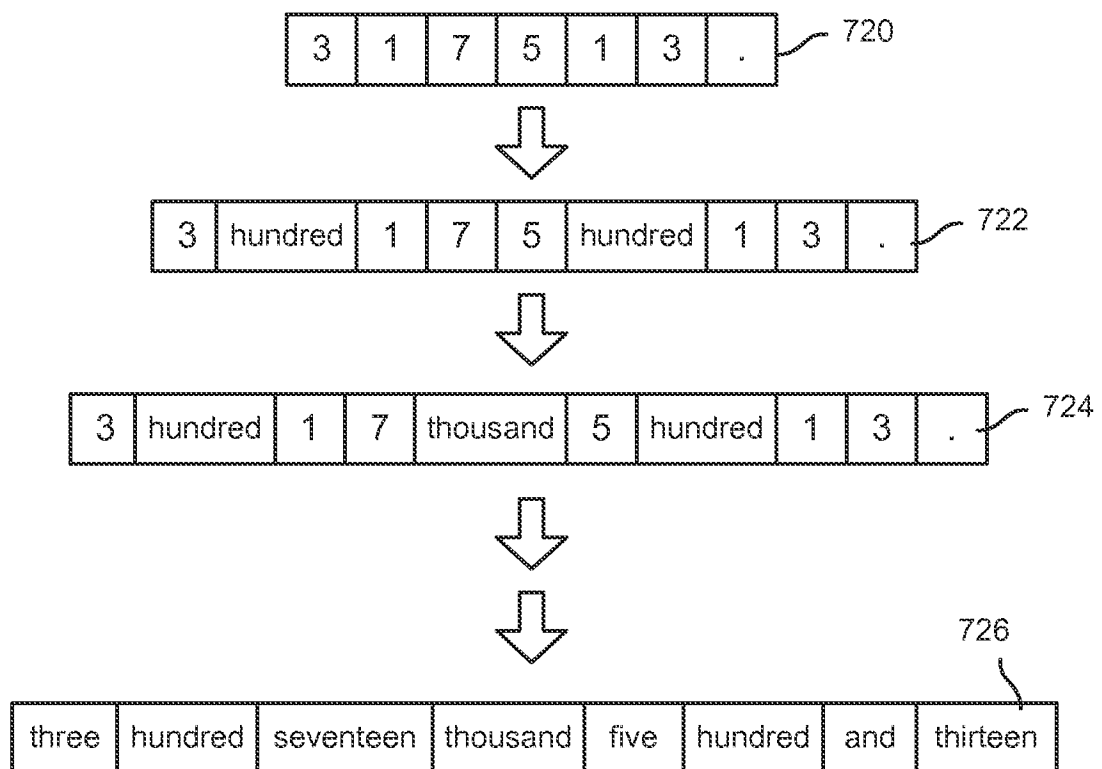 3 1 7 5 1 3 . 720
3 hundred 1 7 5 hundred 1 3 . 722
3 hundred 1 7 thousand 5 hundred 1 3 . 724
726
three hundred seventeen thousand five hundred and thirteen